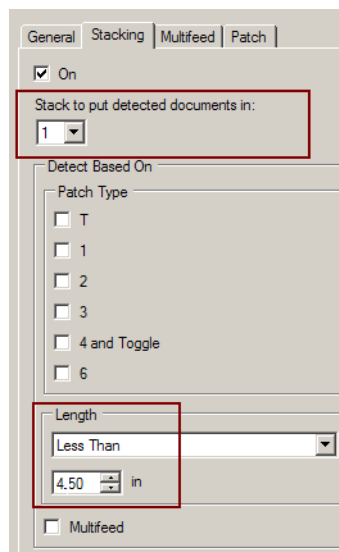 General Stacking Multifeed Patch
On
Stack to put detected documents in:
1
Detect Based On
Patch Type
T
1
2
3
4 and Toggle
6
Length
Less Than
4.50 in
Multifeed